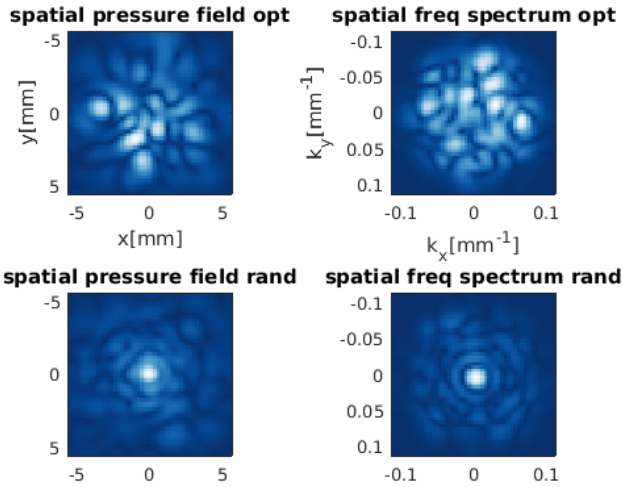 spatial pressure field opt
spatial freq spectrum opt
-5
0
5
y[mm]
-5 0 5
x[mm]
-0.1
-0.05
0
0.05
0.1
k_y[mm^-1]
-0.1 0 0.1
k_x[mm^-1]
spatial pressure field rand
spatial freq spectrum rand
-5
0
5
-5 0 5
-0.1
-0.05
0
0.05
0.1
-0.1 0 0.1